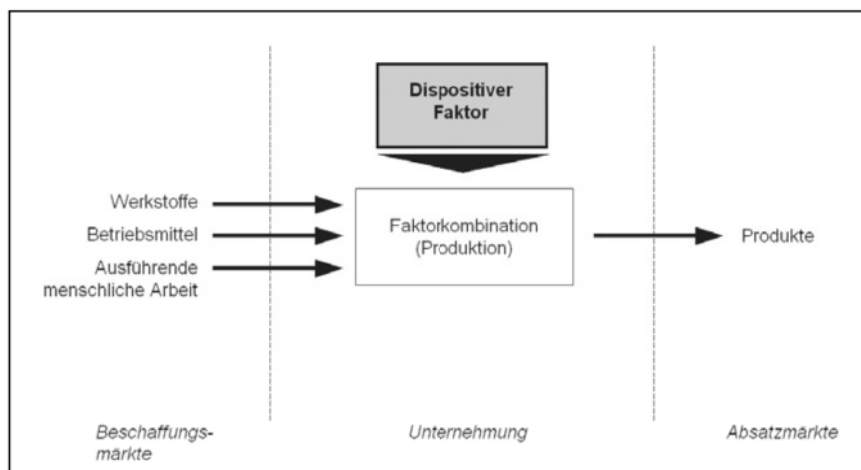 Dispositiver
Faktor
Werkstoffe
Betriebsmittel
Ausführende
menschliche Arbeit
Faktorkombination
(Produktion)
Produkte
Beschaffungs-
märkte
Unternehmung
Absatzmärkte